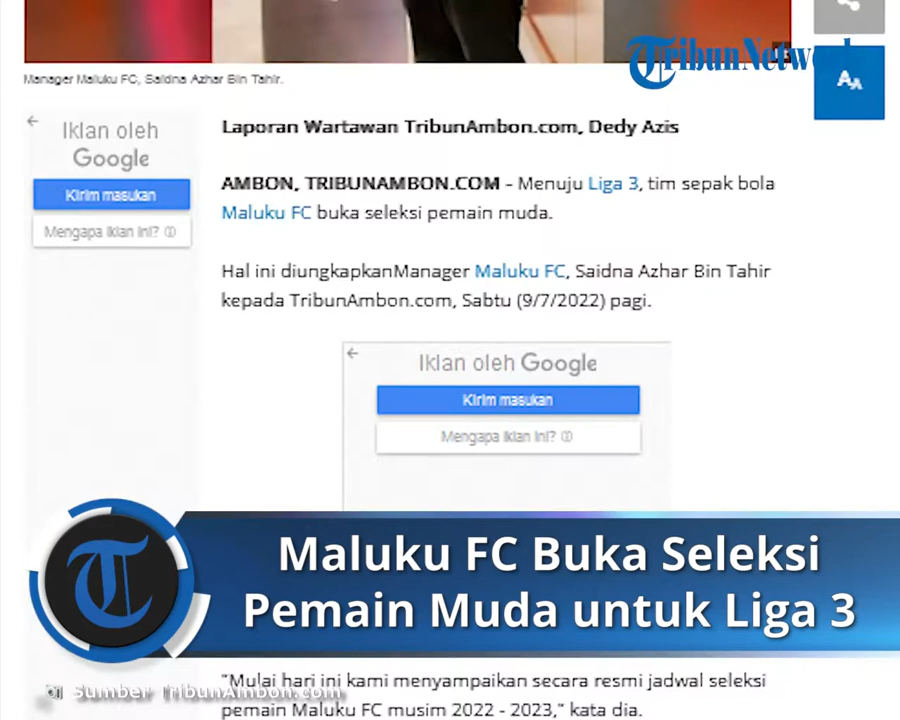 TribunNetwork
AA
Manager Maluku FC, Saidna Azhar Bin Tahir.
Iklan oleh
Google
Kirim masukan
Mengapa iklan ini?
Laporan Wartawan TribunAmbon.com, Dedy Azis
AMBON, TRIBUNAMBON.COM - Menuju Liga 3, tim sepak bola
Maluku FC buka seleksi pemain muda.
Hal ini diungkapkanManager Maluku FC, Saidna Azhar Bin Tahir
kepada TribunAmbon.com, Sabtu (9/7/2022) pagi.
Iklan oleh Google
Kirim masukan
Mengapa iklan ini?
T
Maluku FC Buka Seleksi
Pemain Muda untuk Liga 3
"Mulai hari ini kami menyampaikan secara resmi jadwal seleksi
pemain Maluku FC musim 2022 - 2023," kata dia.
Sumber TribunAmbon.com